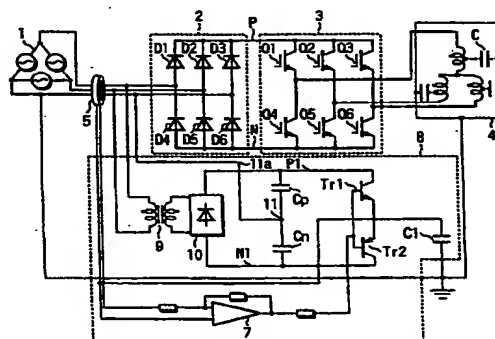 2 P 3
1
D1 D2 D3
Q1 Q2 Q3
C
5
D4 D5 D6
N
Q4 Q5 Q6
4
8
11a
P1
Tr1
Cp
11
9
10
Cn
C1
Tr2
N1
7